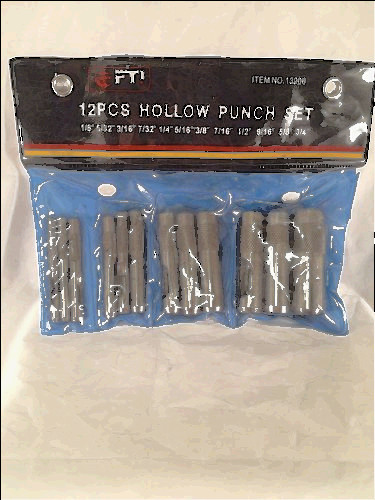 FTI
ITEM NO. 13200
12PCS HOLLOW PUNCH SET
1/8" 5/32" 3/16" 7/32" 1/4" 5/16" 3/8" 7/16" 1/2" 9/16" 5/8" 3/4